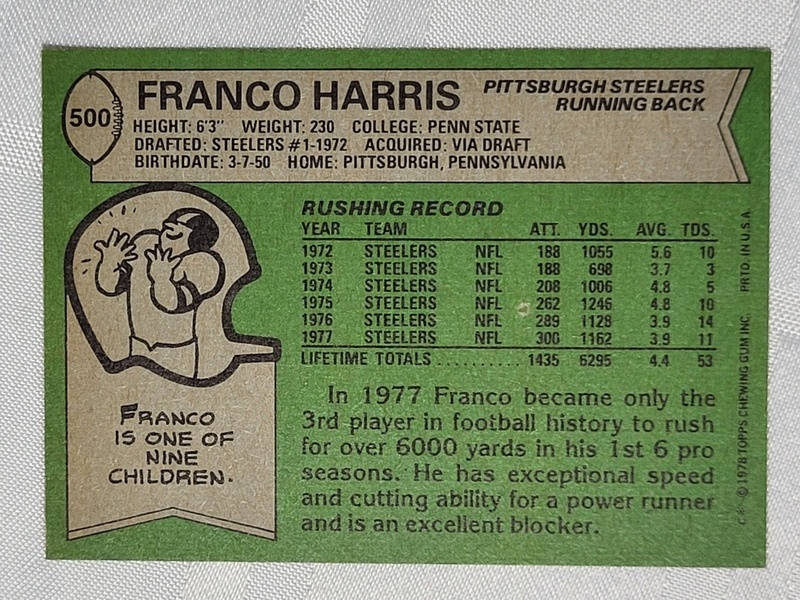 500
FRANCO HARRIS
PITTSBURGH STEELERS
RUNNING BACK
HEIGHT: 6'3" WEIGHT: 230 COLLEGE: PENN STATE
DRAFTED: STEELERS #1-1972 ACQUIRED: VIA DRAFT
BIRTHDATE: 3-7-50 HOME: PITTSBURGH, PENNSYLVANIA
RUSHING RECORD
YEAR TEAM ATT. YDS. AVG. TDS.
1972 STEELERS NFL 188 1055 5.6 10
1973 STEELERS NFL 188 698 3.7 3
1974 STEELERS NFL 208 1006 4.8 5
1975 STEELERS NFL 262 1246 4.8 10
1976 STEELERS NFL 289 1128 3.9 14
1977 STEELERS NFL 300 1162 3.9 11
LIFETIME TOTALS .......... 1435 6295 4.4 53
FRANCO
IS ONE OF
NINE
CHILDREN.
In 1977 Franco became only the
3rd player in football history to rush
for over 6000 yards in his 1st 6 pro
seasons. He has exceptional speed
and cutting ability for a power runner
and is an excellent blocker.
© 1978 TOPPS CHEWING GUM INC. PRTD. IN U.S.A.